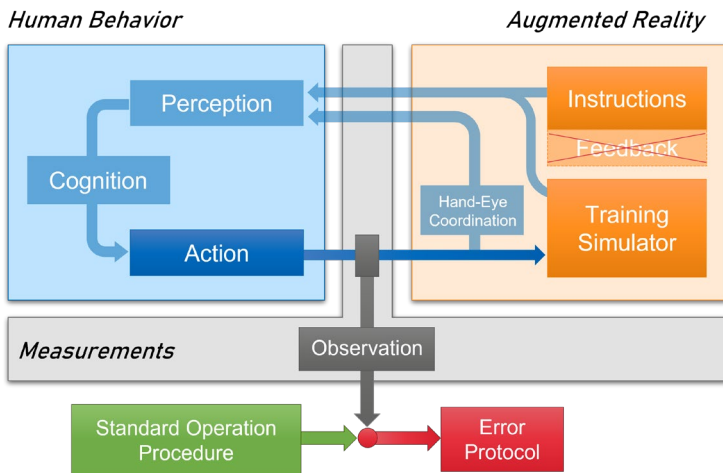 Human Behavior
Augmented Reality
Perception
Instructions
Feedback
Cognition
Hand-Eye
Coordination
Training
Simulator
Action
Measurements
Observation
Standard Operation
Procedure
Error
Protocol